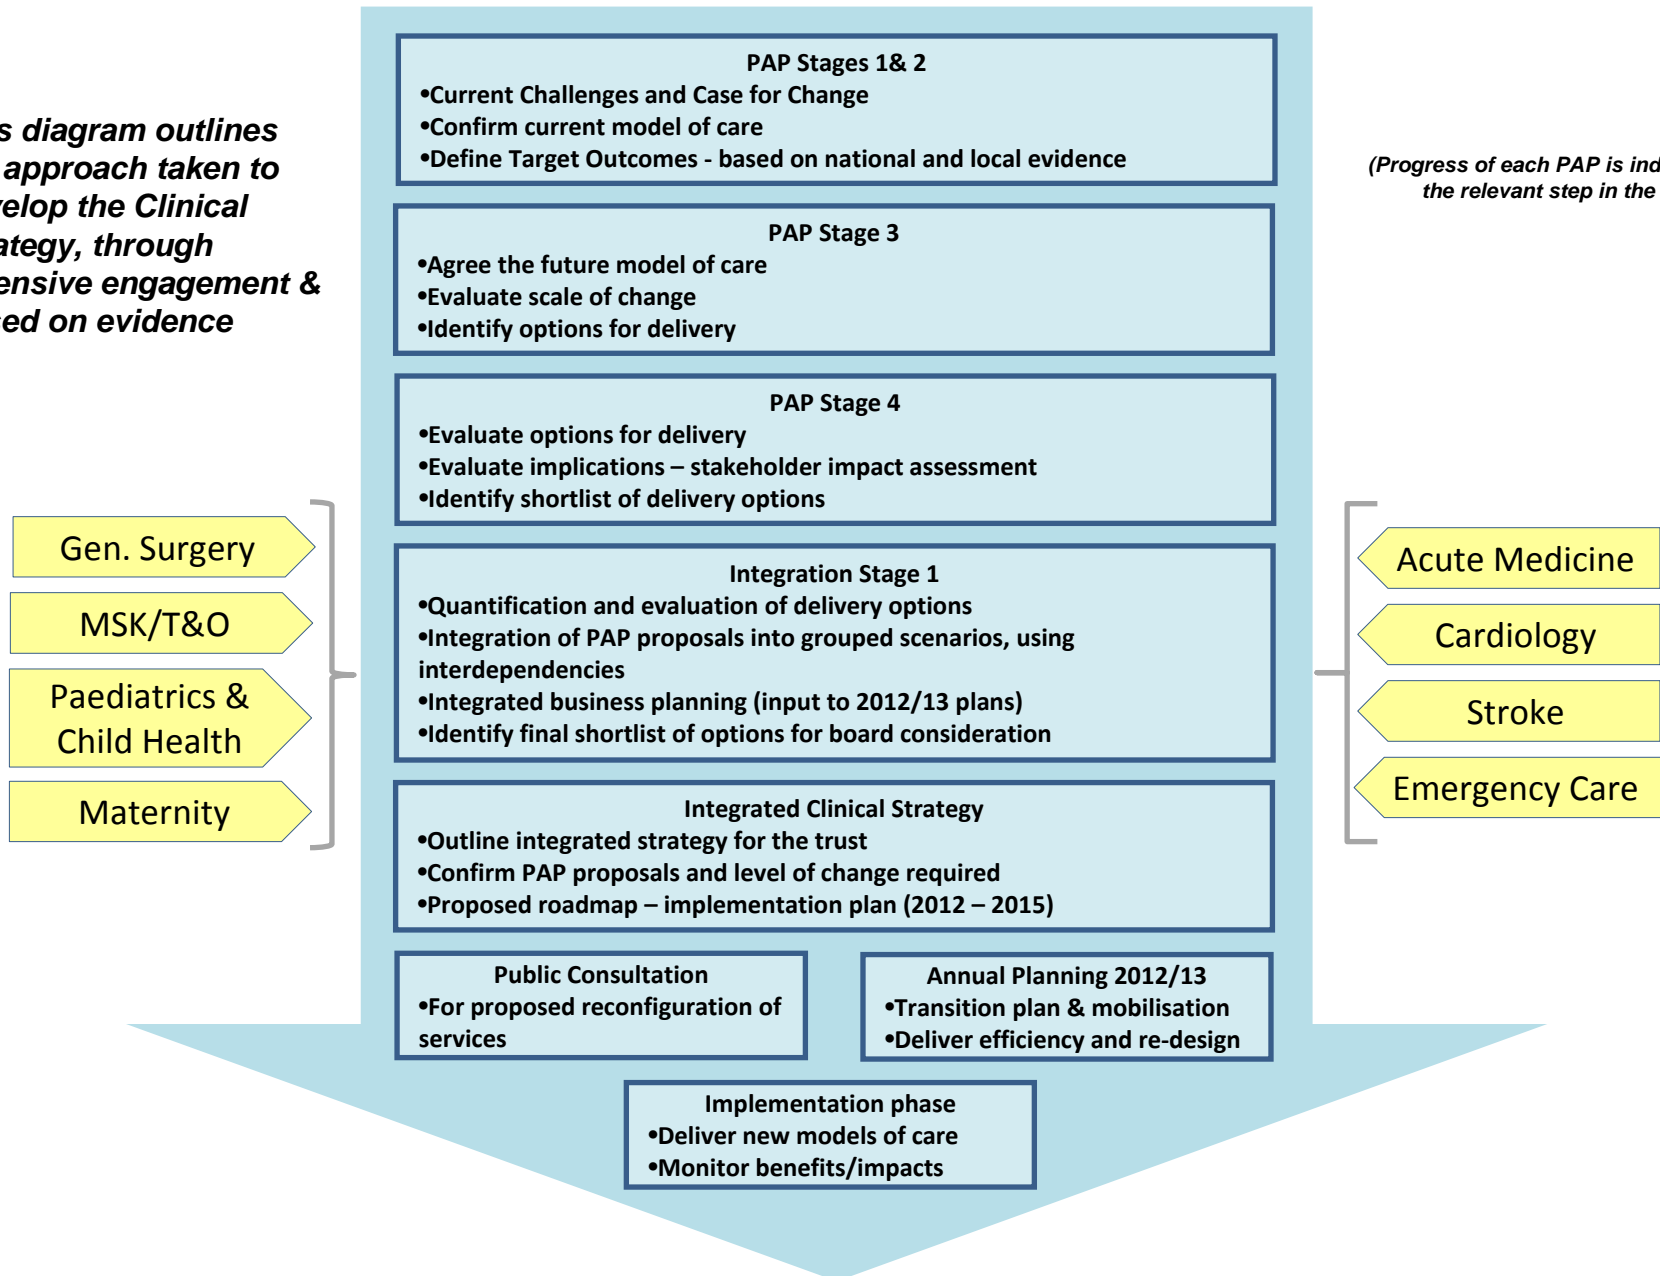 s diagram outlines
approach taken to
elop the Clinical
ategy, through
ensive engagement &
sed on evidence
(Progress of each PAP is ind
the relevant step in the
PAP Stages 1& 2
•Current Challenges and Case for Change
•Confirm current model of care
•Define Target Outcomes - based on national and local evidence
PAP Stage 3
•Agree the future model of care
•Evaluate scale of change
•Identify options for delivery
PAP Stage 4
•Evaluate options for delivery
•Evaluate implications – stakeholder impact assessment
•Identify shortlist of delivery options
Gen. Surgery
MSK/T&O
Paediatrics &
Child Health
Maternity
Integration Stage 1
•Quantification and evaluation of delivery options
•Integration of PAP proposals into grouped scenarios, using
interdependencies
•Integrated business planning (input to 2012/13 plans)
•Identify final shortlist of options for board consideration
Acute Medicine
Cardiology
Stroke
Emergency Care
Integrated Clinical Strategy
•Outline integrated strategy for the trust
•Confirm PAP proposals and level of change required
•Proposed roadmap – implementation plan (2012 – 2015)
Public Consultation
•For proposed reconfiguration of
services
Annual Planning 2012/13
•Transition plan & mobilisation
•Deliver efficiency and re-design
Implementation phase
•Deliver new models of care
•Monitor benefits/impacts